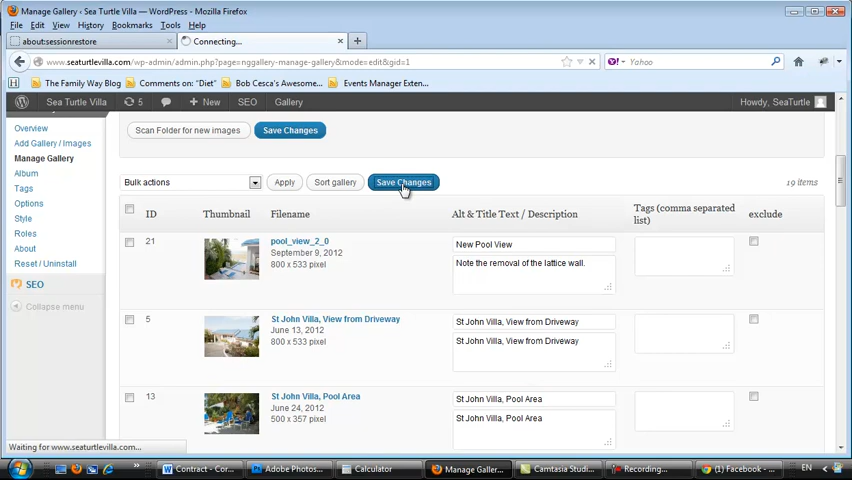 Manage Gallery ‹ Sea Turtle Villa — WordPress - Mozilla Firefox
File Edit View History Bookmarks Tools Help
about:sessionrestore
Connecting...
www.seaturtlevilla.com/wp-admin/admin.php?page=nggallery-manage-gallery&mode=edit&gid=1
Yahoo
The Family Way Blog
Comments on: "Diet"
Bob Cesca's Awesome...
Events Manager Exten...
Sea Turtle Villa
5
+ New
SEO
Gallery
Howdy, SeaTurtle
Overview
Add Gallery / Images
Manage Gallery
Album
Tags
Options
Style
Roles
About
Reset / Uninstall
SEO
Collapse menu
Scan Folder for new images
Save Changes
Bulk actions
Apply
Sort gallery
Save Changes
19 items
ID
Thumbnail
Filename
Alt & Title Text / Description
Tags (comma separated
list)
exclude
21
pool_view_2_0
September 9, 2012
800 x 533 pixel
New Pool View
Note the removal of the lattice wall.
5
St John Villa, View from Driveway
June 13, 2012
800 x 533 pixel
St John Villa, View from Driveway
St John Villa, View from Driveway
13
St John Villa, Pool Area
June 24, 2012
500 x 357 pixel
St John Villa, Pool Area
St John Villa, Pool Area
Waiting for www.seaturtlevilla.com...
Contract - Cor...
Adobe Photos...
Calculator
Manage Galler...
Camtasia Studi...
Recording...
Facebook - ...
EN